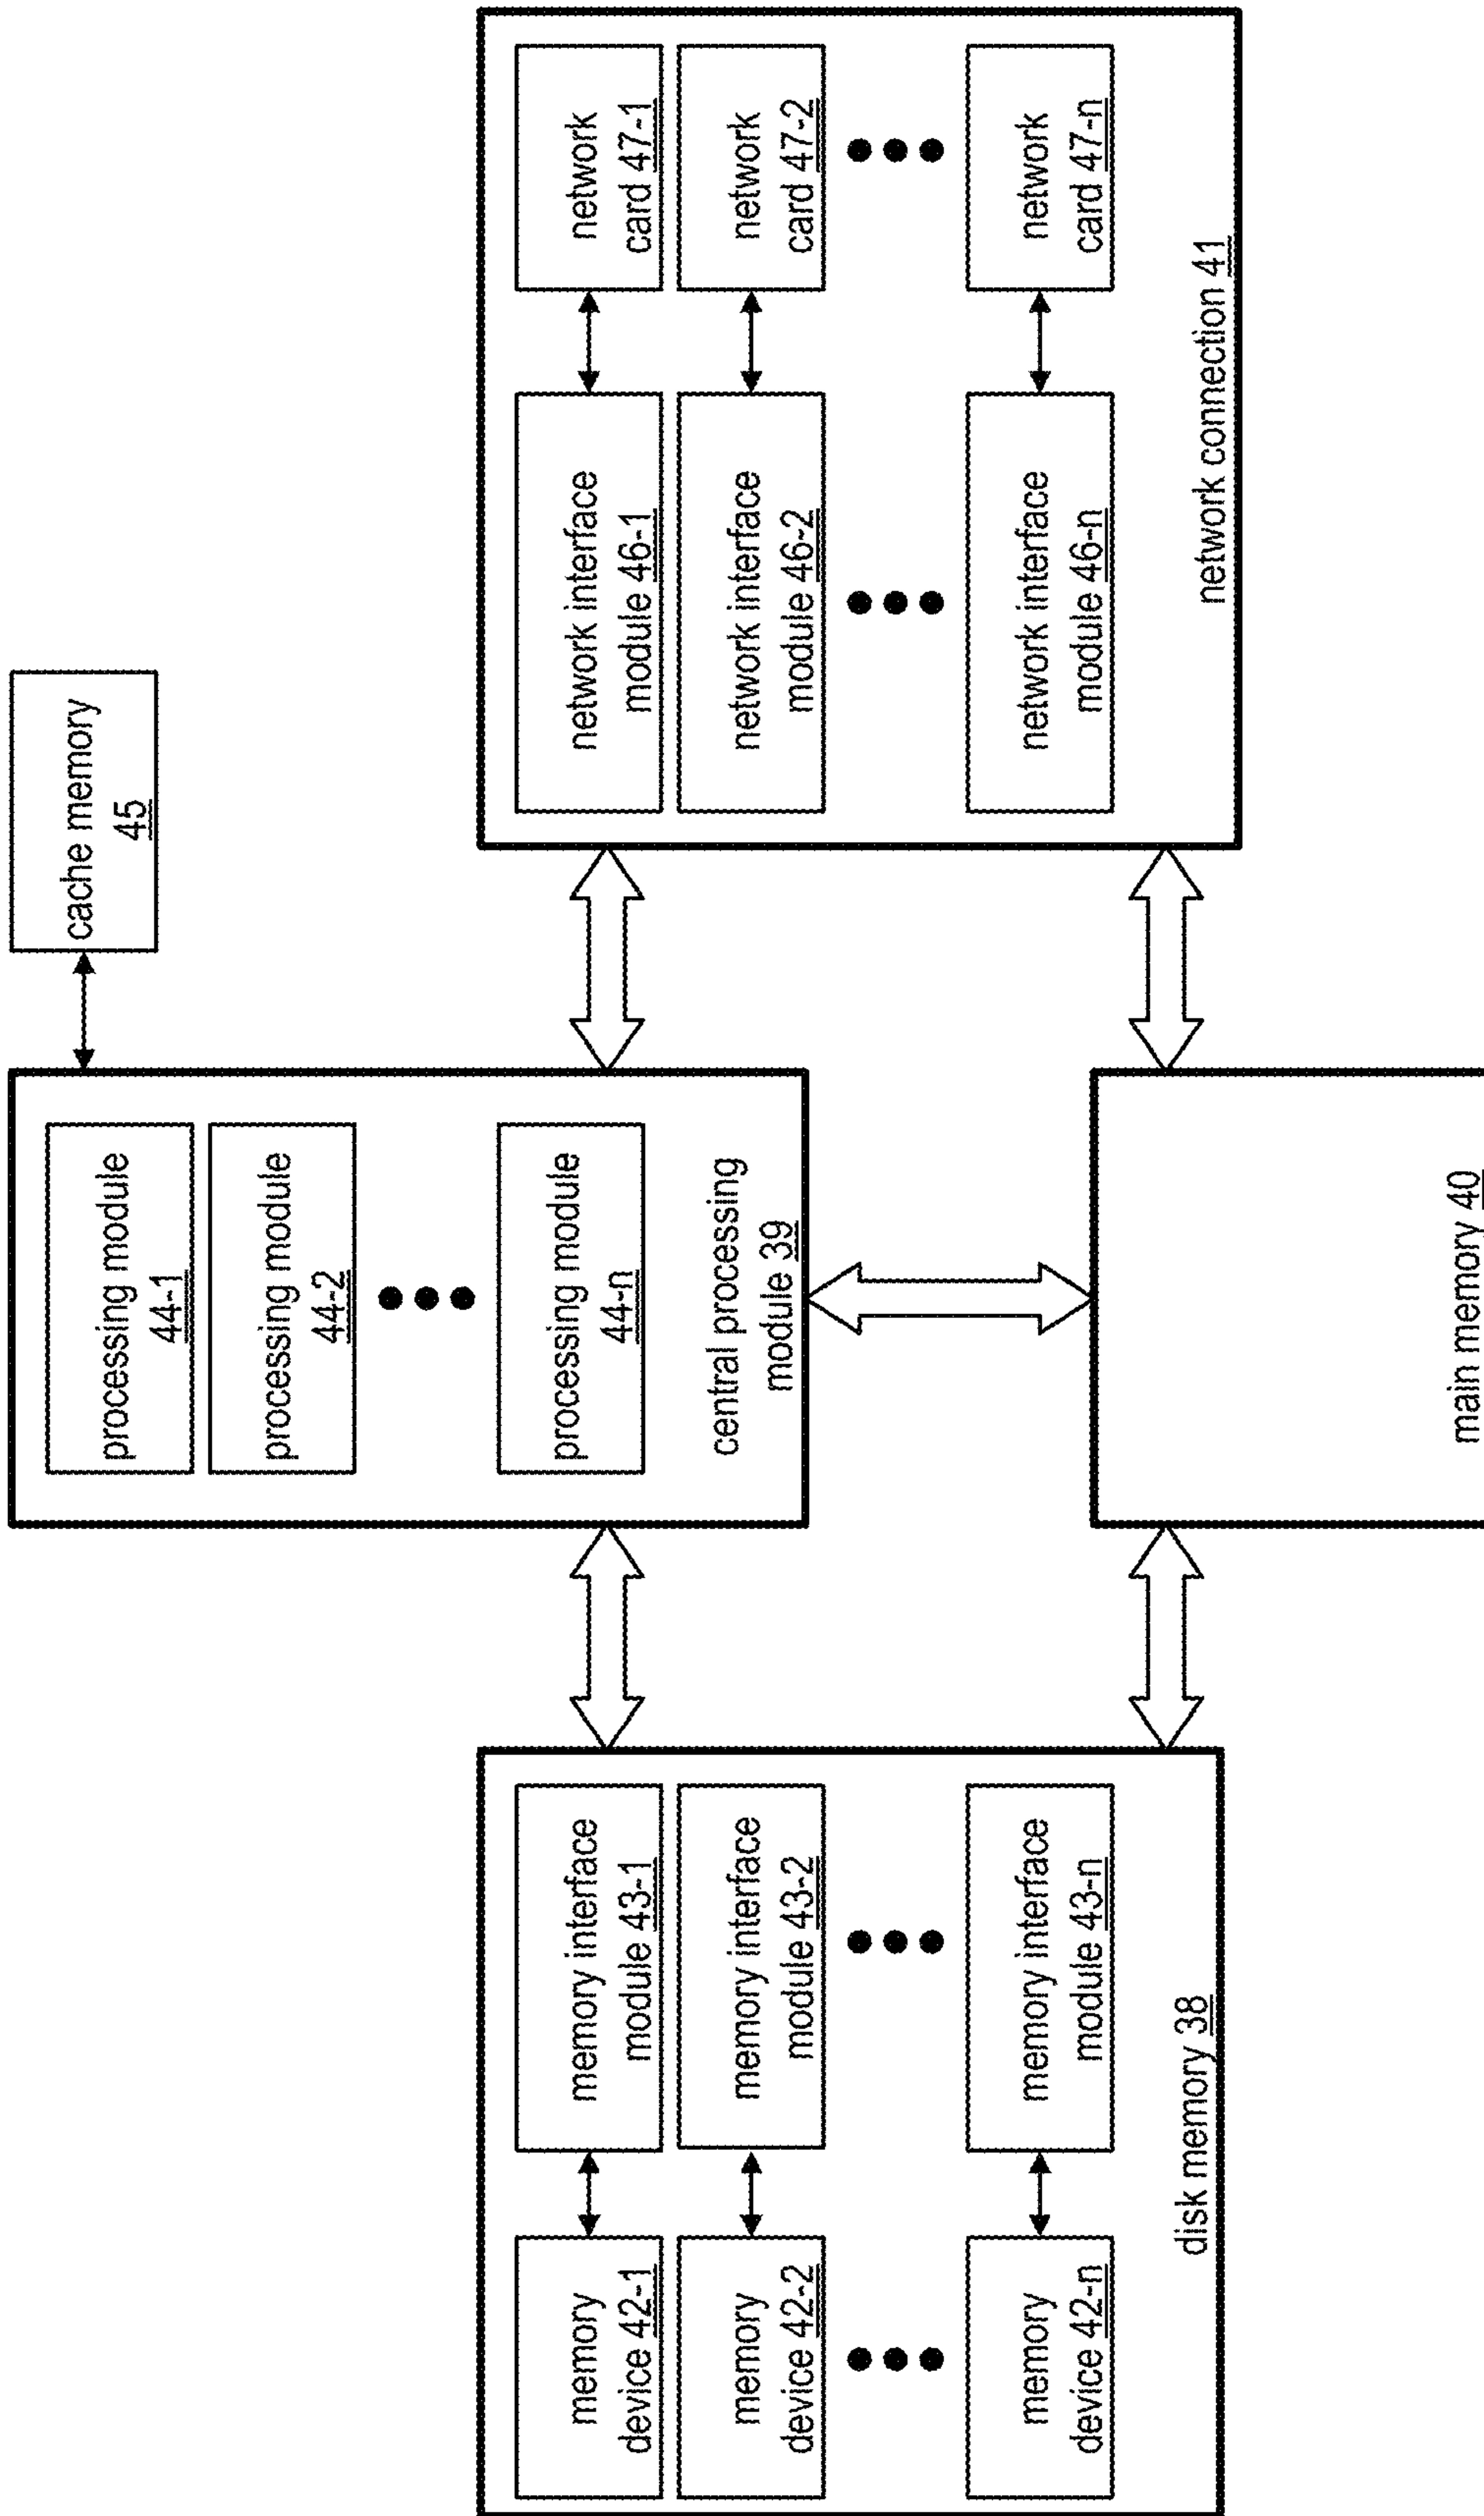 cache memory
45
processing module
44-1
processing module
44-2
processing module
44-n
central processing
module 39
memory
device 42-1
memory interface
module 43-1
memory
device 42-2
memory interface
module 43-2
memory
device 42-n
memory interface
module 43-n
disk memory 38
network interface
module 46-1
network
card 47-1
network interface
module 46-2
network
card 47-2
network interface
module 46-n
network
card 47-n
network connection 41
main memory 40